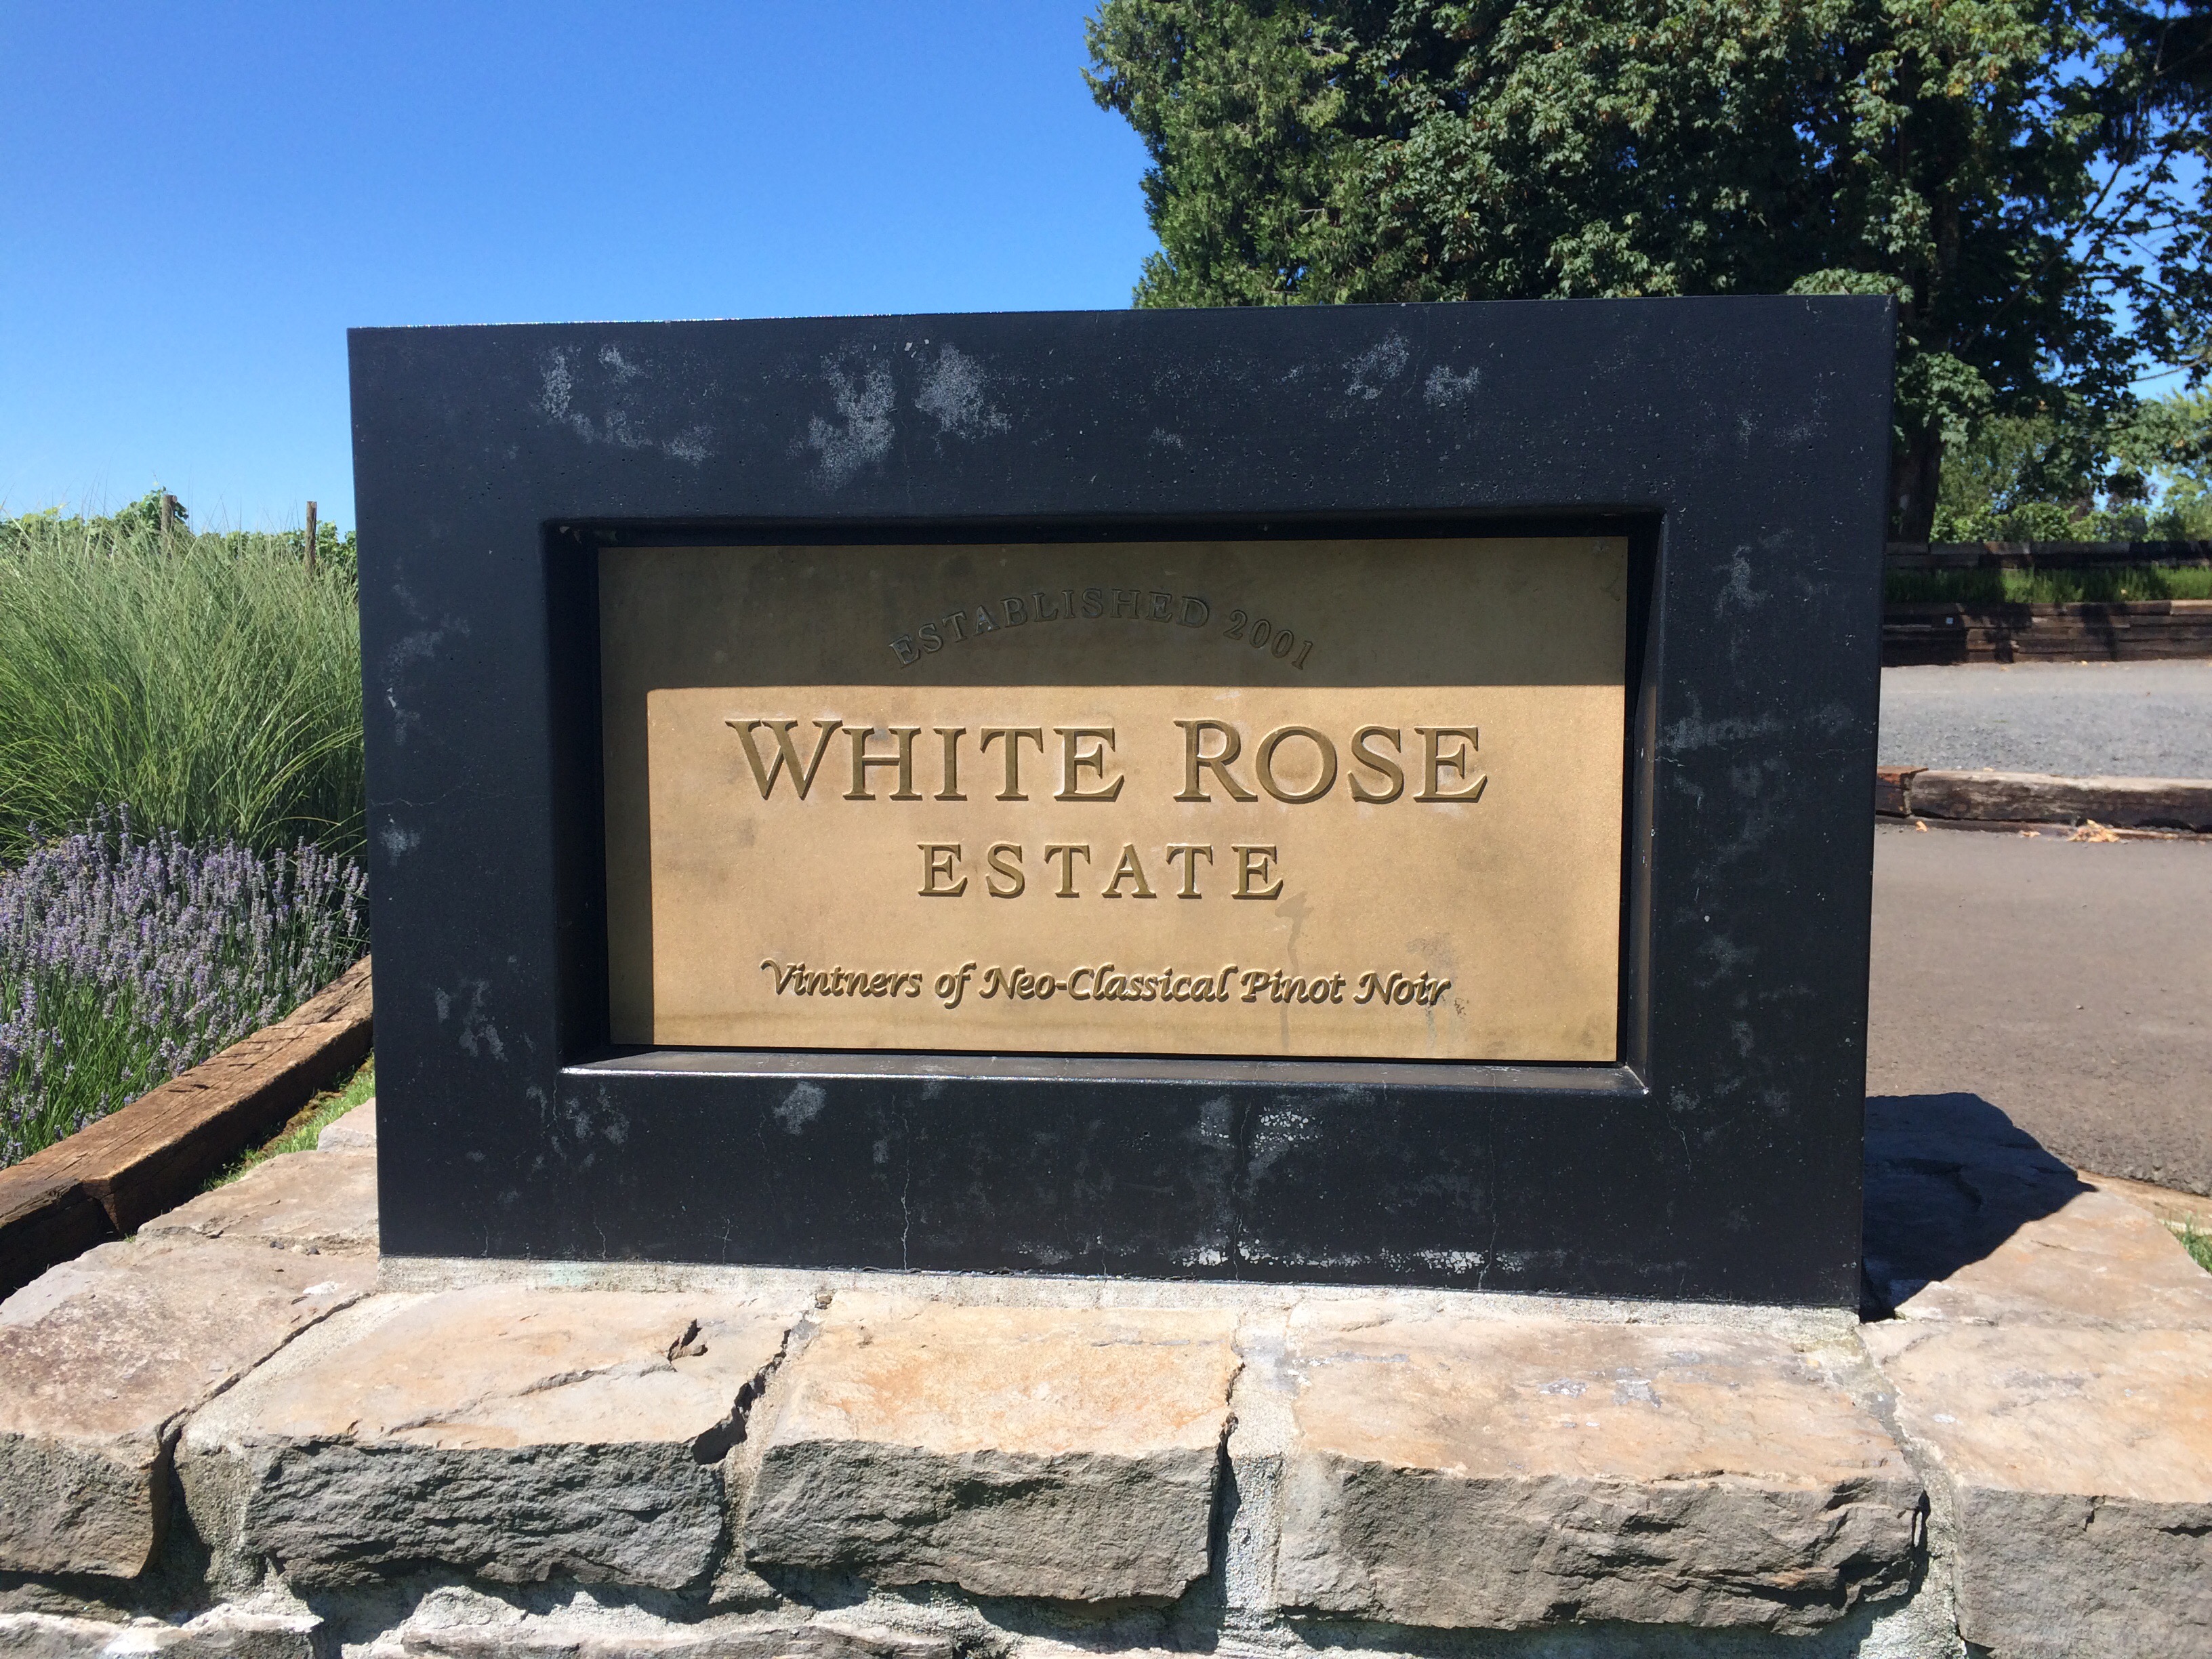 ESTABLISHED 2001
WHITE ROSE
ESTATE
Vintners of Neo-Classical Pinot Noir